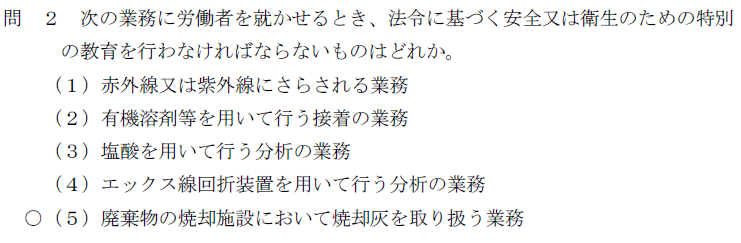 問　２　次の業務に労働者を就かせるとき、法令に基づく安全又は衛生のための特別
の教育を行わなければならないものはどれか。
（１）赤外線又は紫外線にさらされる業務
（２）有機溶剤等を用いて行う接着の業務
（３）塩酸を用いて行う分析の業務
（４）エックス線回折装置を用いて行う分析の業務
○（５）廃棄物の焼却施設において焼却灰を取り扱う業務